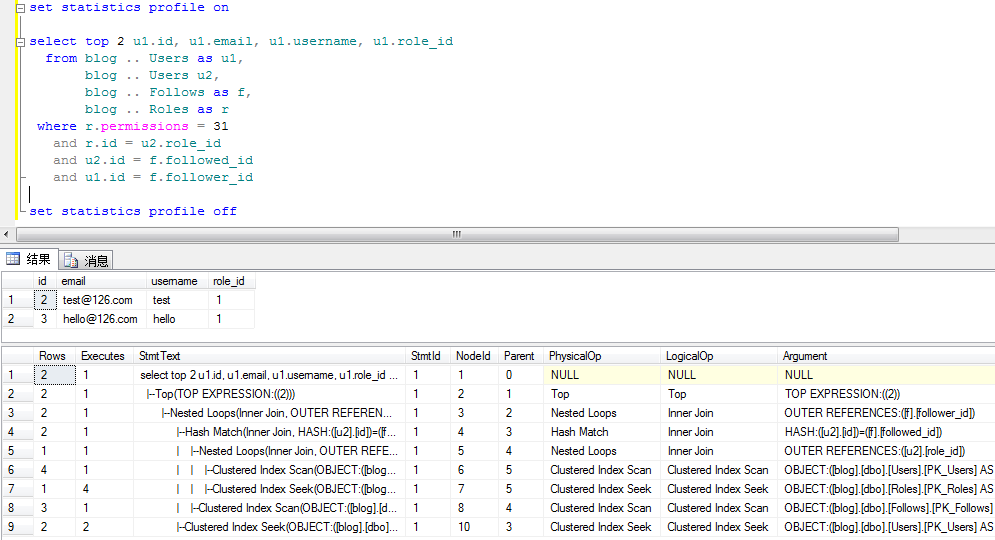 set statistics profile on
select top 2 u1.id, u1.email, u1.username, u1.role_id
from blog .. Users as u1,
blog .. Users u2,
blog .. Follows as f,
blog .. Roles as r
where r.permissions = 31
and r.id = u2.role_id
and u2.id = f.followed_id
and u1.id = f.follower_id
set statistics profile off
结果 消息
id email username role_id
1 2 test@126.com test 1
2 3 hello@126.com hello 1
Rows Executes StmtText StmtId NodeId Parent PhysicalOp LogicalOp Argument
1 2 1 select top 2 u1.id, u1.email, u1.username, u1.role_id ... 1 1 0 NULL NULL NULL
2 2 1 |--Top(TOP EXPRESSION:((2))) 1 2 1 Top Top TOP EXPRESSION:((2))
3 2 1 |--Nested Loops(Inner Join, OUTER REFEREN... 1 3 2 Nested Loops Inner Join OUTER REFERENCES:([f].[follower_id])
4 2 1 |--Hash Match(Inner Join, HASH:([u2].[id])=([f... 1 4 3 Hash Match Inner Join HASH:([u2].[id])=([f].[followed_id])
5 1 1 | |--Nested Loops(Inner Join, OUTER REFE... 1 5 4 Nested Loops Inner Join OUTER REFERENCES:([u2].[role_id])
6 4 1 | | |--Clustered Index Scan(OBJECT:([blog... 1 6 5 Clustered Index Scan Clustered Index Scan OBJECT:([blog].[dbo].[Users].[PK_Users] AS
7 1 4 | | |--Clustered Index Seek(OBJECT:([blog... 1 7 5 Clustered Index Seek Clustered Index Seek OBJECT:([blog].[dbo].[Roles].[PK_Roles] AS
8 3 1 | |--Clustered Index Scan(OBJECT:([blog].[d... 1 8 4 Clustered Index Scan Clustered Index Scan OBJECT:([blog].[dbo].[Follows].[PK_Follows]
9 2 2 |--Clustered Index Seek(OBJECT:([blog].[dbo]... 1 10 3 Clustered Index Seek Clustered Index Seek OBJECT:([blog].[dbo].[Users].[PK_Users] AS